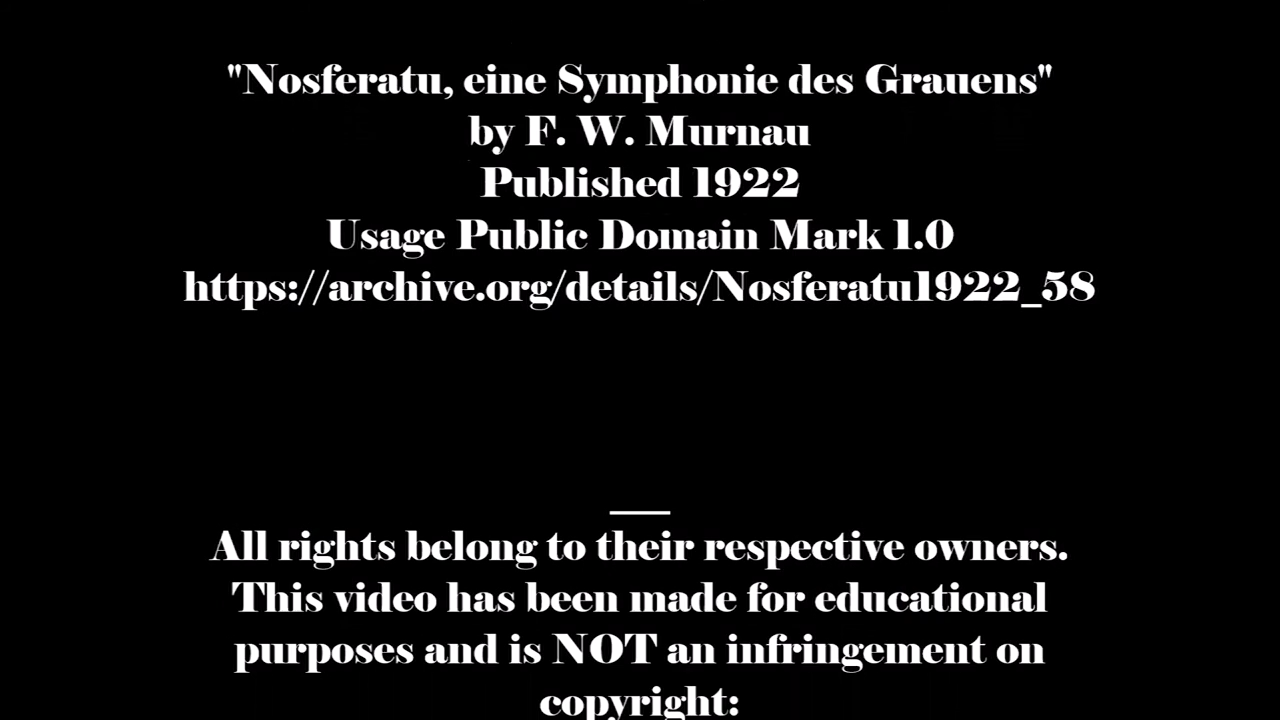 "Nosferatu, eine Symphonie des Grauens"
by F. W. Murnau
Published 1922
Usage Public Domain Mark 1.0
https://archive.org/details/Nosferatu1922_58
__
All rights belong to their respective owners.
This video has been made for educational
purposes and is NOT an infringement on
copyright: